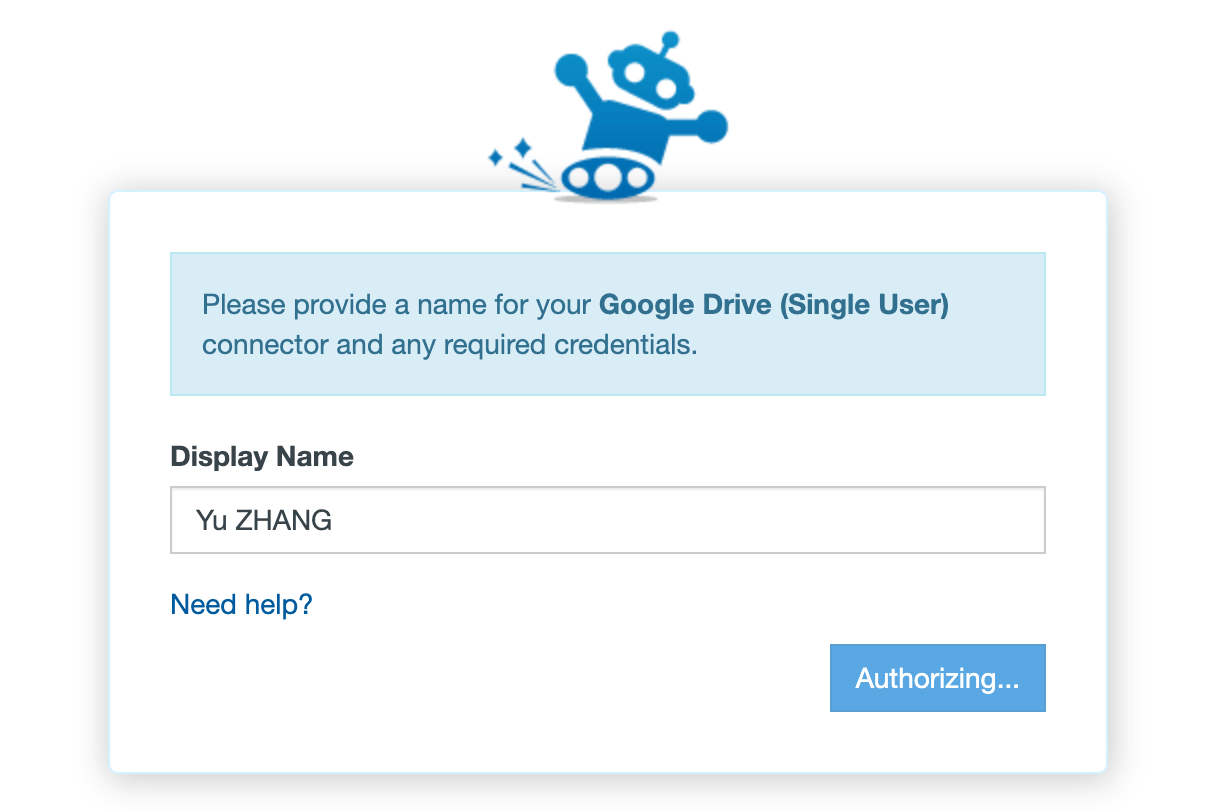 Please provide a name for your Google Drive (Single User)
connector and any required credentials.
Display Name
Yu ZHANG
Need help?
Authorizing...